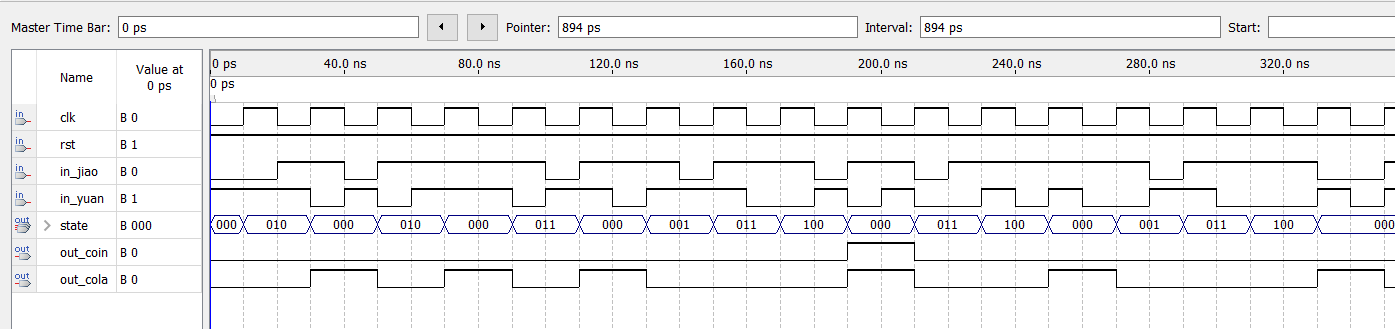 Master Time Bar: 0 ps Pointer: 894 ps Interval: 894 ps Start:
Name Value at 0 ps
0 ps 40.0 ns 80.0 ns 120.0 ns 160.0 ns 200.0 ns 240.0 ns 280.0 ns 320.0 ns
0 ps
in clk B 0
in rst B 1
in in_jiao B 0
in in_yuan B 1
out state B 000 000 010 000 010 000 011 000 001 011 100 000 011 100 000 001 011 100 000
out out_coin B 0
out out_cola B 0